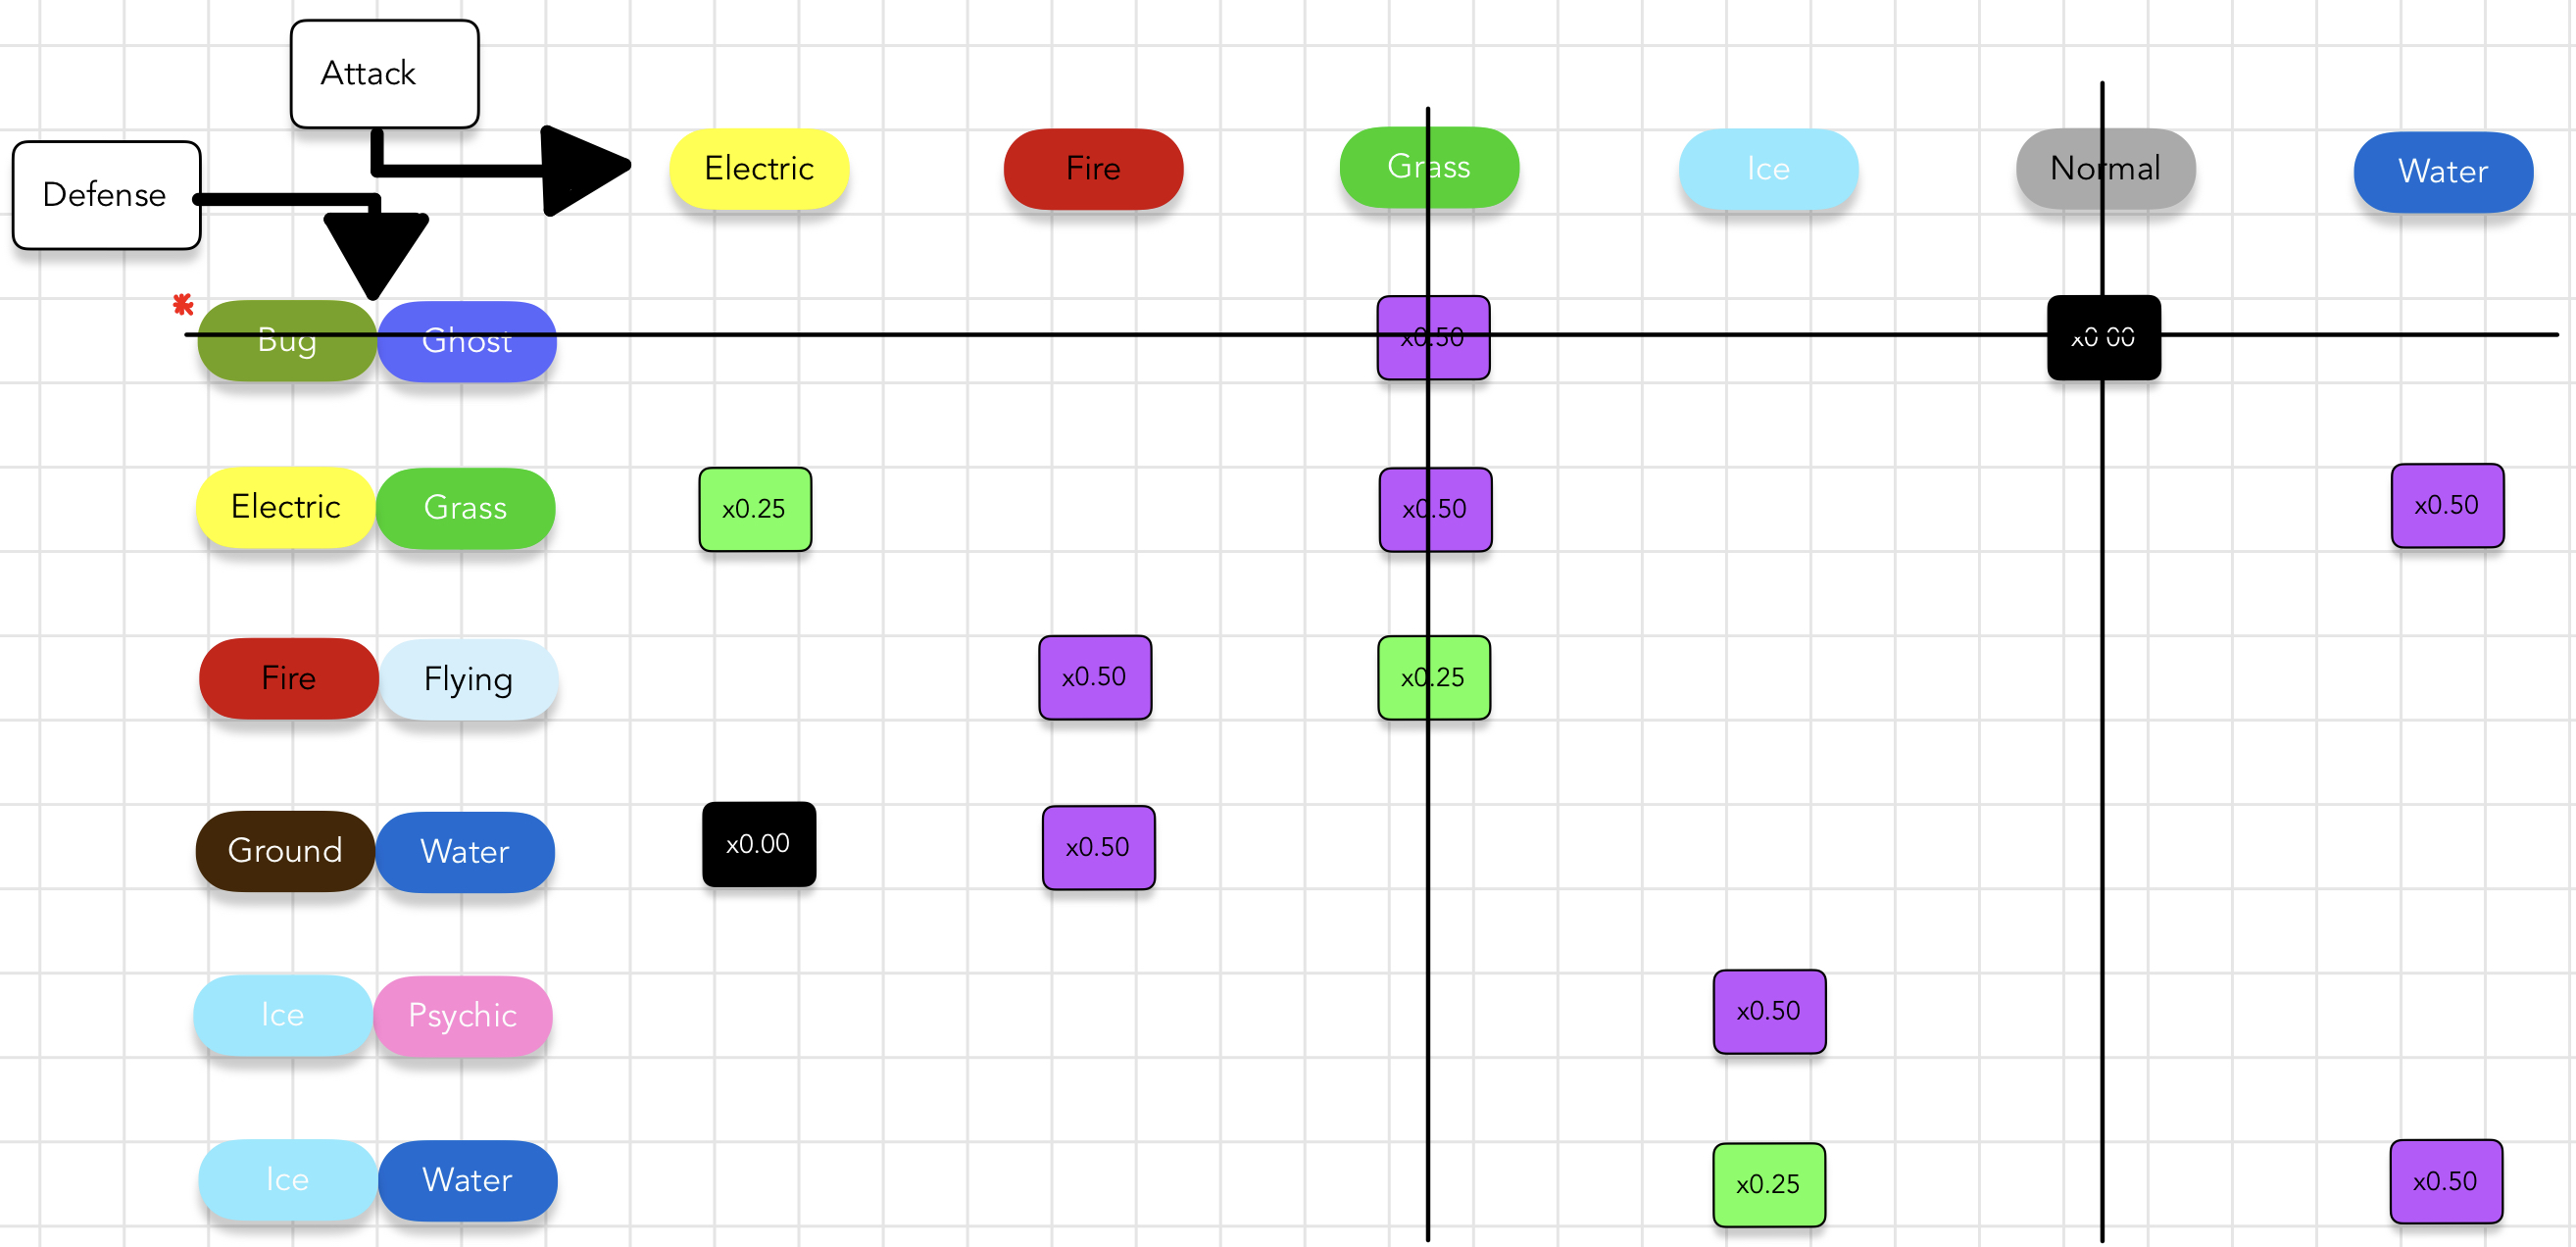 Attack
Defense
Electric Fire Grass Ice Normal Water
* Bug Ghost x0.50 x0.00
Electric Grass x0.25 x0.50 x0.50
Fire Flying x0.50 x0.25
Ground Water x0.00 x0.50
Ice Psychic x0.50
Ice Water x0.25 x0.50